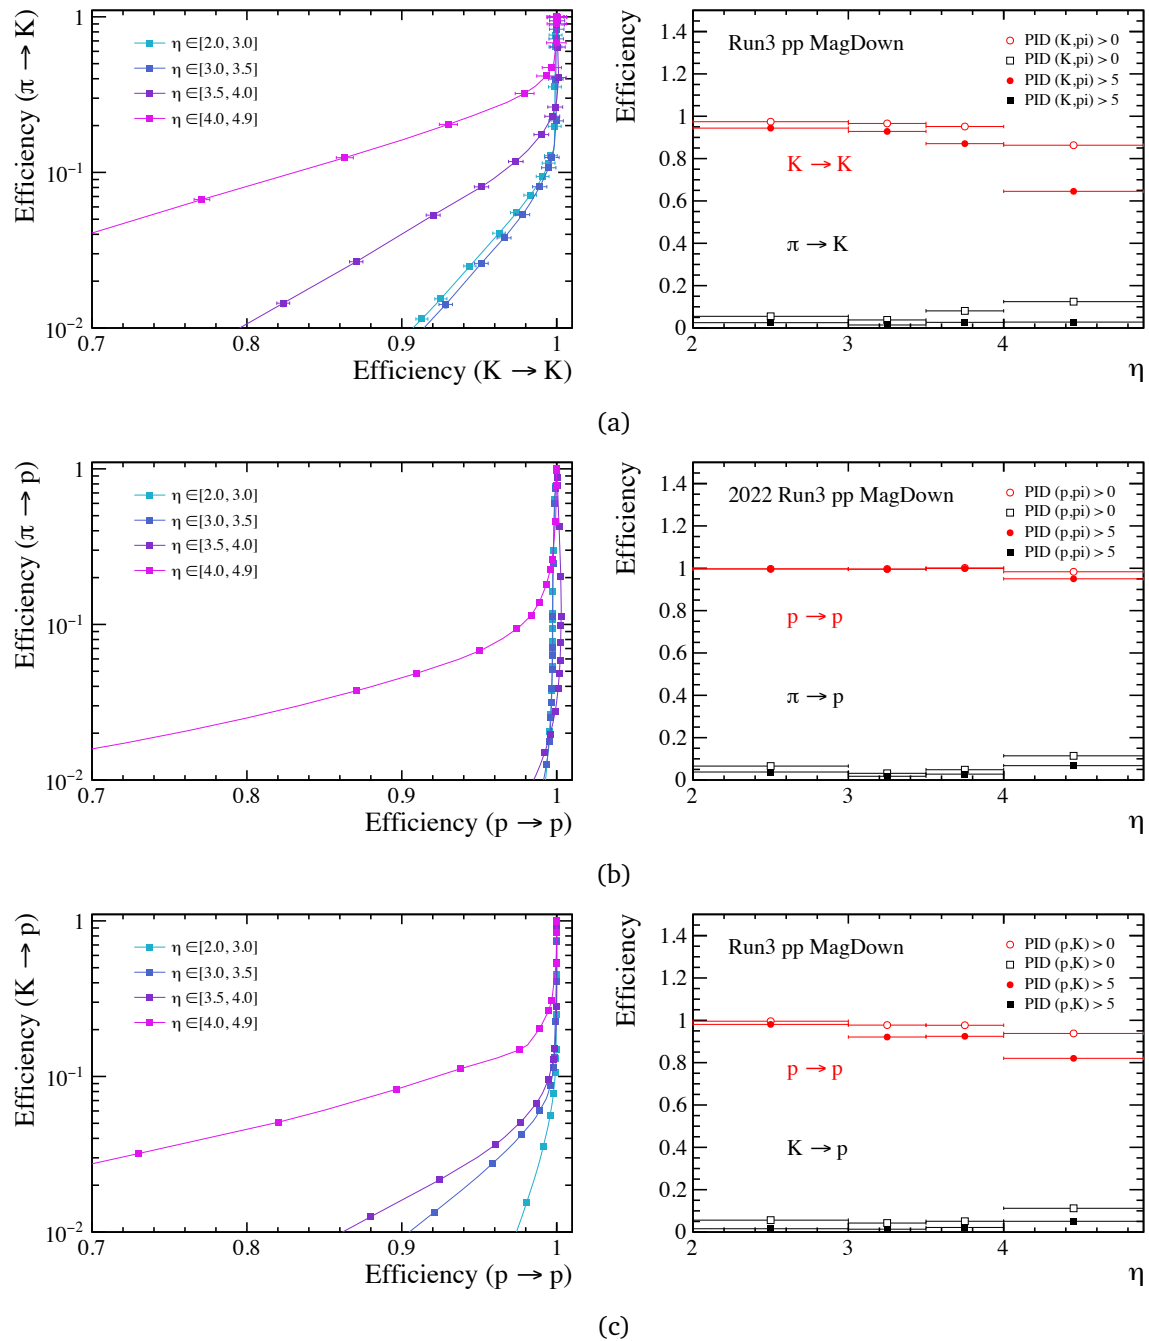 Efficiency (π → K)
1
10⁻¹
10⁻²
η ∈[2.0, 3.0]
η ∈[3.0, 3.5]
η ∈[3.5, 4.0]
η ∈[4.0, 4.9]
0.7 0.8 0.9 1
Efficiency (K → K)
Efficiency
1.4
1.2
1
0.8
0.6
0.4
0.2
0
Run3 pp MagDown
PID (K,pi) > 0
PID (K,pi) > 0
PID (K,pi) > 5
PID (K,pi) > 5
K → K
π → K
2 3 4
η
(a)
Efficiency (π → p)
1
10⁻¹
10⁻²
η ∈[2.0, 3.0]
η ∈[3.0, 3.5]
η ∈[3.5, 4.0]
η ∈[4.0, 4.9]
0.7 0.8 0.9 1
Efficiency (p → p)
Efficiency
1.4
1.2
1
0.8
0.6
0.4
0.2
0
2022 Run3 pp MagDown
PID (p,pi) > 0
PID (p,pi) > 0
PID (p,pi) > 5
PID (p,pi) > 5
p → p
π → p
2 3 4
η
(b)
Efficiency (K → p)
1
10⁻¹
10⁻²
η ∈[2.0, 3.0]
η ∈[3.0, 3.5]
η ∈[3.5, 4.0]
η ∈[4.0, 4.9]
0.7 0.8 0.9 1
Efficiency (p → p)
Efficiency
1.4
1.2
1
0.8
0.6
0.4
0.2
0
Run3 pp MagDown
PID (p,K) > 0
PID (p,K) > 0
PID (p,K) > 5
PID (p,K) > 5
p → p
K → p
2 3 4
η
(c)